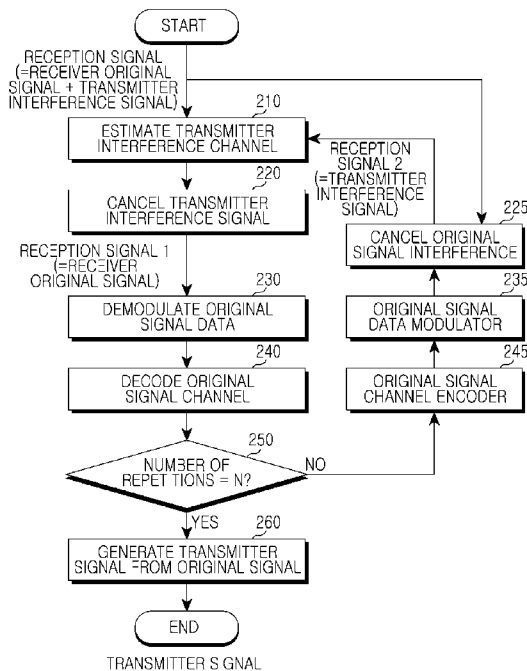 START
RECEPTION SIGNAL
(=RECEIVER ORIGINAL
SIGNAL + TRANSMITTER
INTERFERENCE SIGNAL)
210
ESTIMATE TRANSMITTER
INTERFERENCE CHANNEL
220
CANCEL TRANSMITTER
INTERFERENCE SIGNAL
RECEPTION SIGNAL 1
(=RECEIVER
ORIGINAL SIGNAL)
230
DEMODULATE ORIGINAL
SIGNAL DATA
240
DECODE ORIGINAL
SIGNAL CHANNEL
250
NUMBER OF
REPETITIONS = N?
NO
YES
260
GENERATE TRANSMITTER
SIGNAL FROM ORIGINAL SIGNAL
END
TRANSMITTER SIGNAL
RECEPTION
SIGNAL 2
(=TRANSMITTER
INTERFERENCE
SIGNAL)
225
CANCEL ORIGINAL
SIGNAL INTERFERENCE
235
ORIGINAL SIGNAL
DATA MODULATOR
245
ORIGINAL SIGNAL
CHANNEL ENCODER